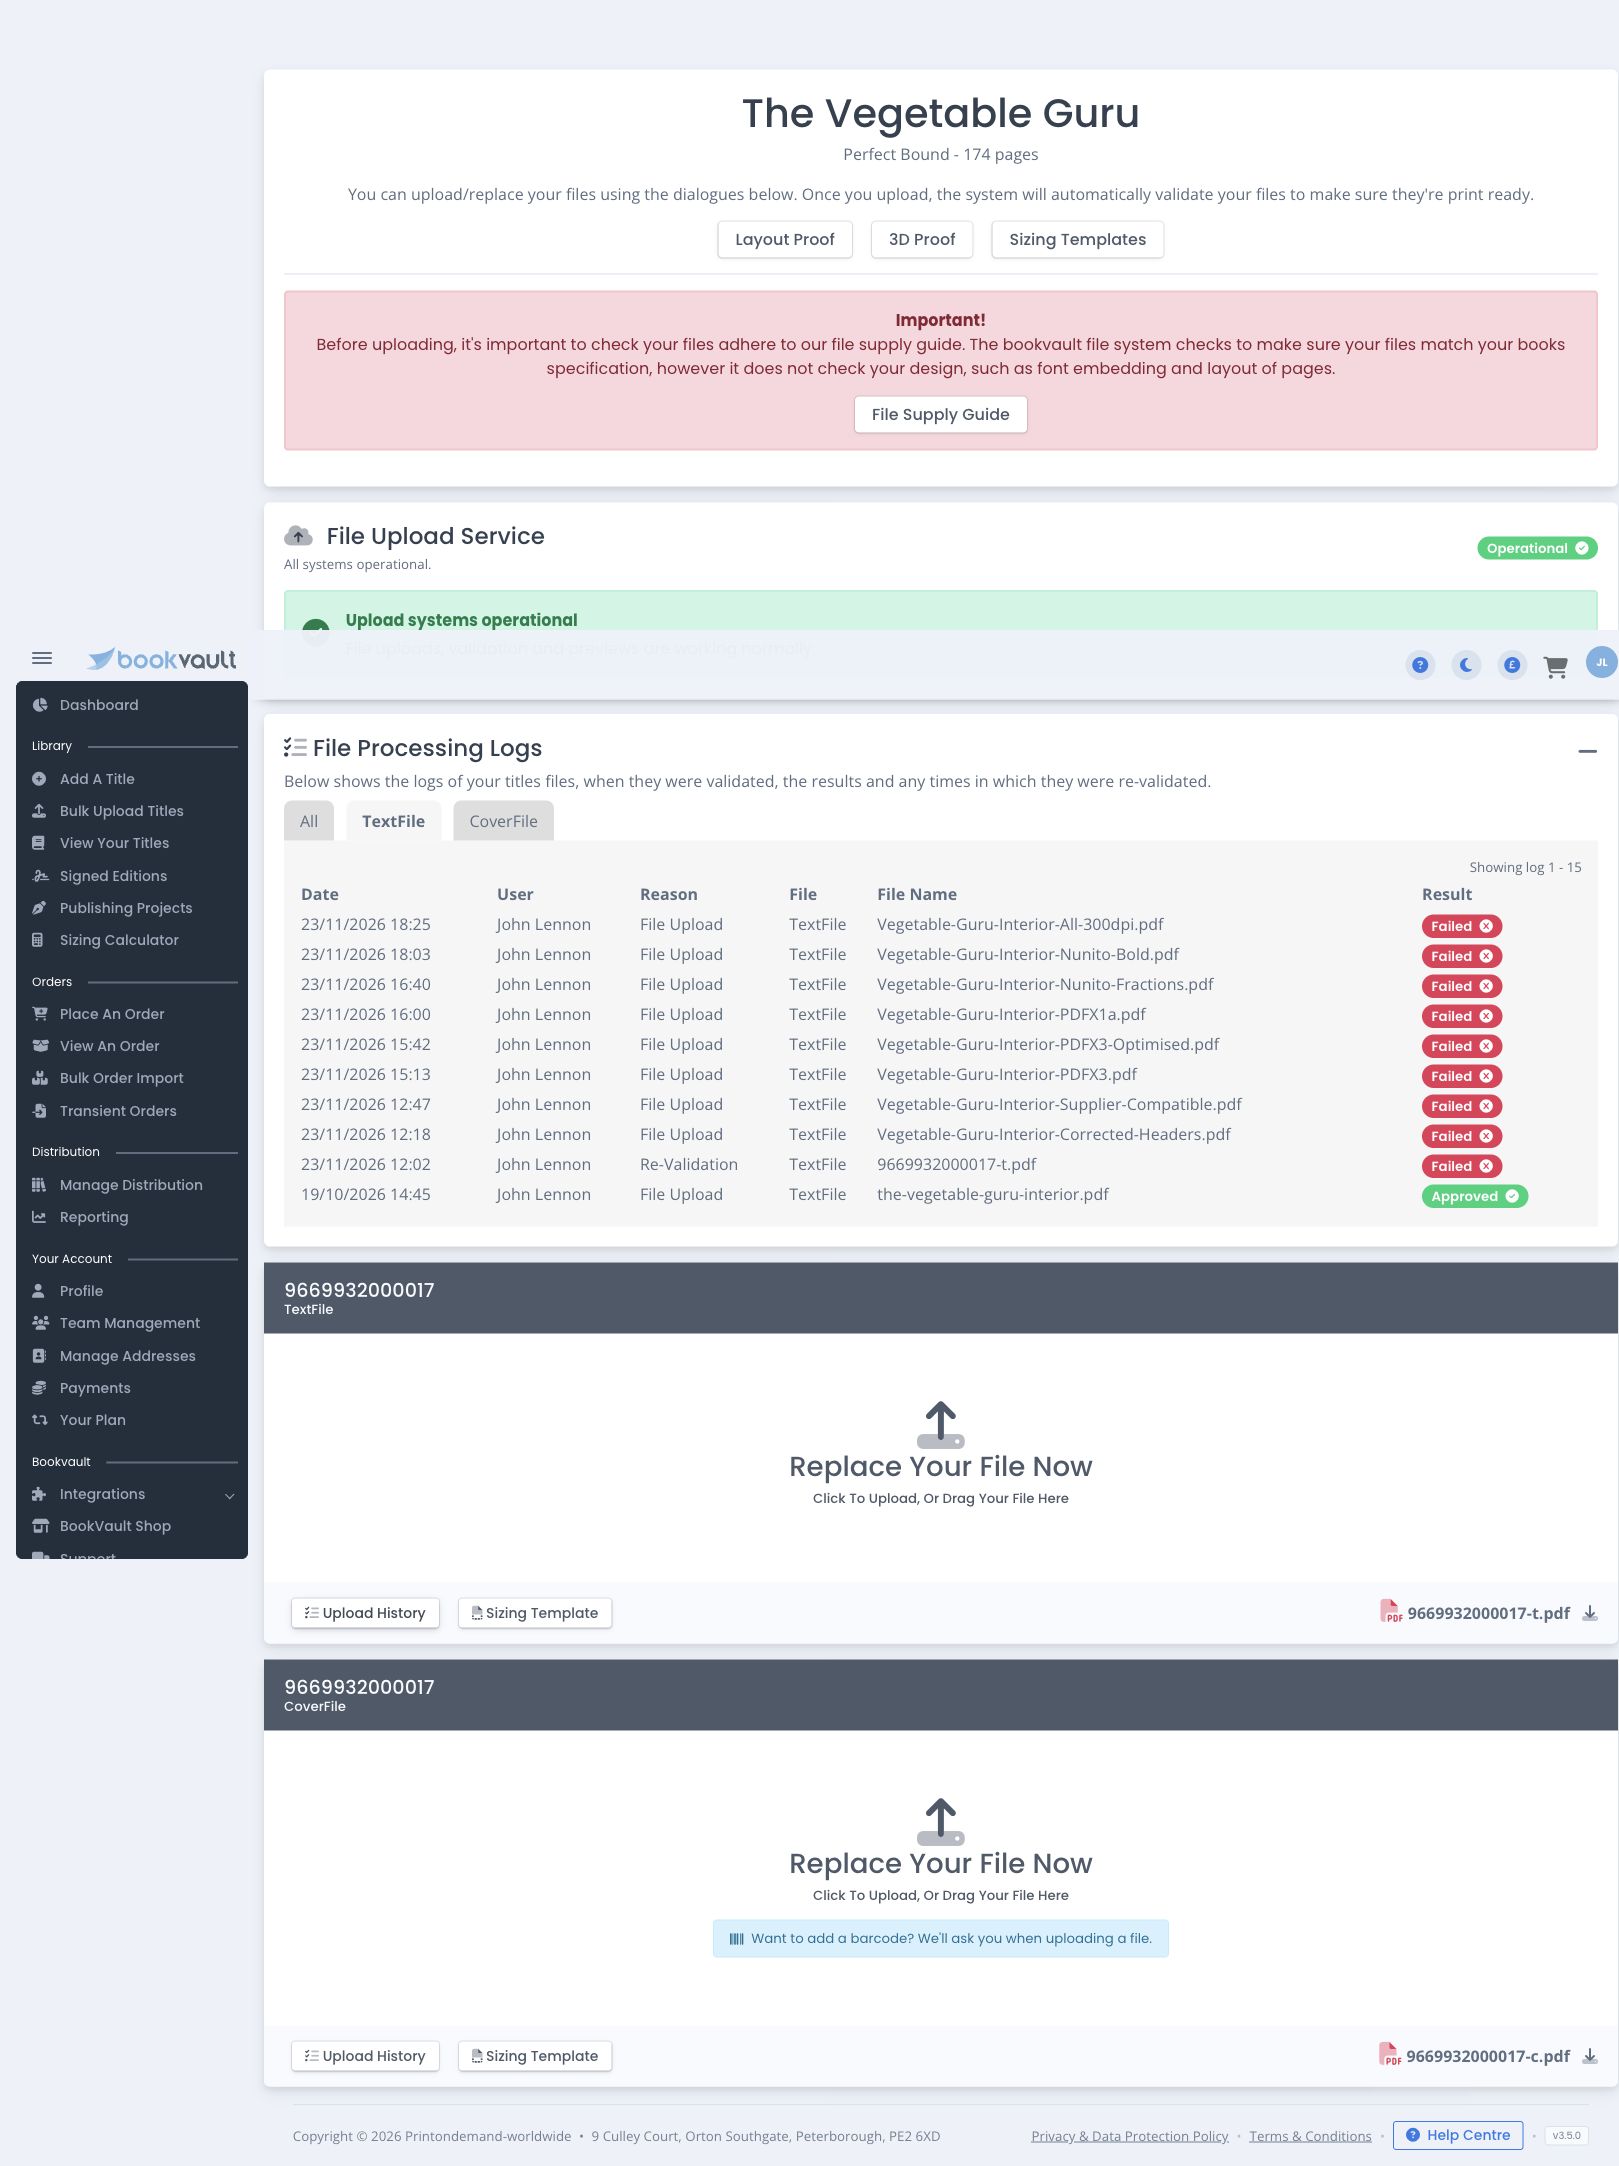 The Vegetable Guru
Perfect Bound - 174 pages
You can upload/replace your files using the dialogues below. Once you upload, the system will automatically validate your files to make sure they're print ready.
Layout Proof
3D Proof
Sizing Templates
Important!
Before uploading, it's important to check your files adhere to our file supply guide. The bookvault file system checks to make sure your files match your books
specification, however it does not check your design, such as font embedding and layout of pages.
File Supply Guide
File Upload Service
All systems operational.
Operational
Upload systems operational
File uploads, validation and previews are working normally.
bookvault
£
JL
Dashboard
Library
Add A Title
Bulk Upload Titles
View Your Titles
Signed Editions
Publishing Projects
Sizing Calculator
Orders
Place An Order
View An Order
Bulk Order Import
Transient Orders
Distribution
Manage Distribution
Reporting
Your Account
Profile
Team Management
Manage Addresses
Payments
Your Plan
Bookvault
Integrations
BookVault Shop
Support
File Processing Logs
Below shows the logs of your titles files, when they were validated, the results and any times in which they were re-validated.
All TextFile CoverFile
Showing log 1 - 15
Date User Reason File File Name Result
23/11/2026 18:25 John Lennon File Upload TextFile Vegetable-Guru-Interior-All-300dpi.pdf Failed
23/11/2026 18:03 John Lennon File Upload TextFile Vegetable-Guru-Interior-Nunito-Bold.pdf Failed
23/11/2026 16:40 John Lennon File Upload TextFile Vegetable-Guru-Interior-Nunito-Fractions.pdf Failed
23/11/2026 16:00 John Lennon File Upload TextFile Vegetable-Guru-Interior-PDFX1a.pdf Failed
23/11/2026 15:42 John Lennon File Upload TextFile Vegetable-Guru-Interior-PDFX3-Optimised.pdf Failed
23/11/2026 15:13 John Lennon File Upload TextFile Vegetable-Guru-Interior-PDFX3.pdf Failed
23/11/2026 12:47 John Lennon File Upload TextFile Vegetable-Guru-Interior-Supplier-Compatible.pdf Failed
23/11/2026 12:18 John Lennon File Upload TextFile Vegetable-Guru-Interior-Corrected-Headers.pdf Failed
23/11/2026 12:02 John Lennon Re-Validation TextFile 9669932000017-t.pdf Failed
19/10/2026 14:45 John Lennon File Upload TextFile the-vegetable-guru-interior.pdf Approved
9669932000017
TextFile
Replace Your File Now
Click To Upload, Or Drag Your File Here
Upload History
Sizing Template
PDF 9669932000017-t.pdf
9669932000017
CoverFile
Replace Your File Now
Click To Upload, Or Drag Your File Here
Want to add a barcode? We'll ask you when uploading a file.
Upload History
Sizing Template
PDF 9669932000017-c.pdf
Copyright © 2026 Printondemand-worldwide • 9 Culley Court, Orton Southgate, Peterborough, PE2 6XD
Privacy & Data Protection Policy • Terms & Conditions • Help Centre • v3.5.0